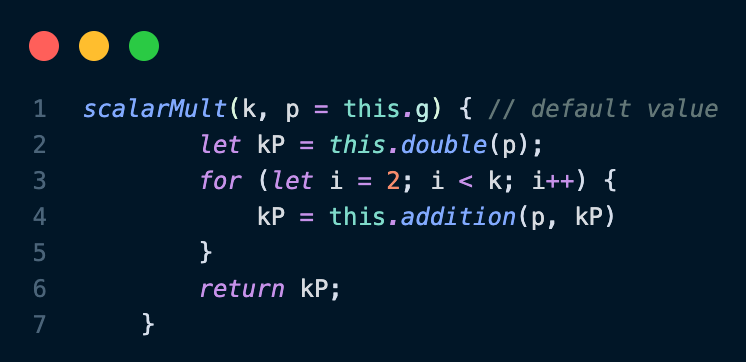 1 scalarMult(k, p = this.g) { // default value
2 let kP = this.double(p);
3 for (let i = 2; i < k; i++) {
4 kP = this.addition(p, kP)
5 }
6 return kP;
7 }